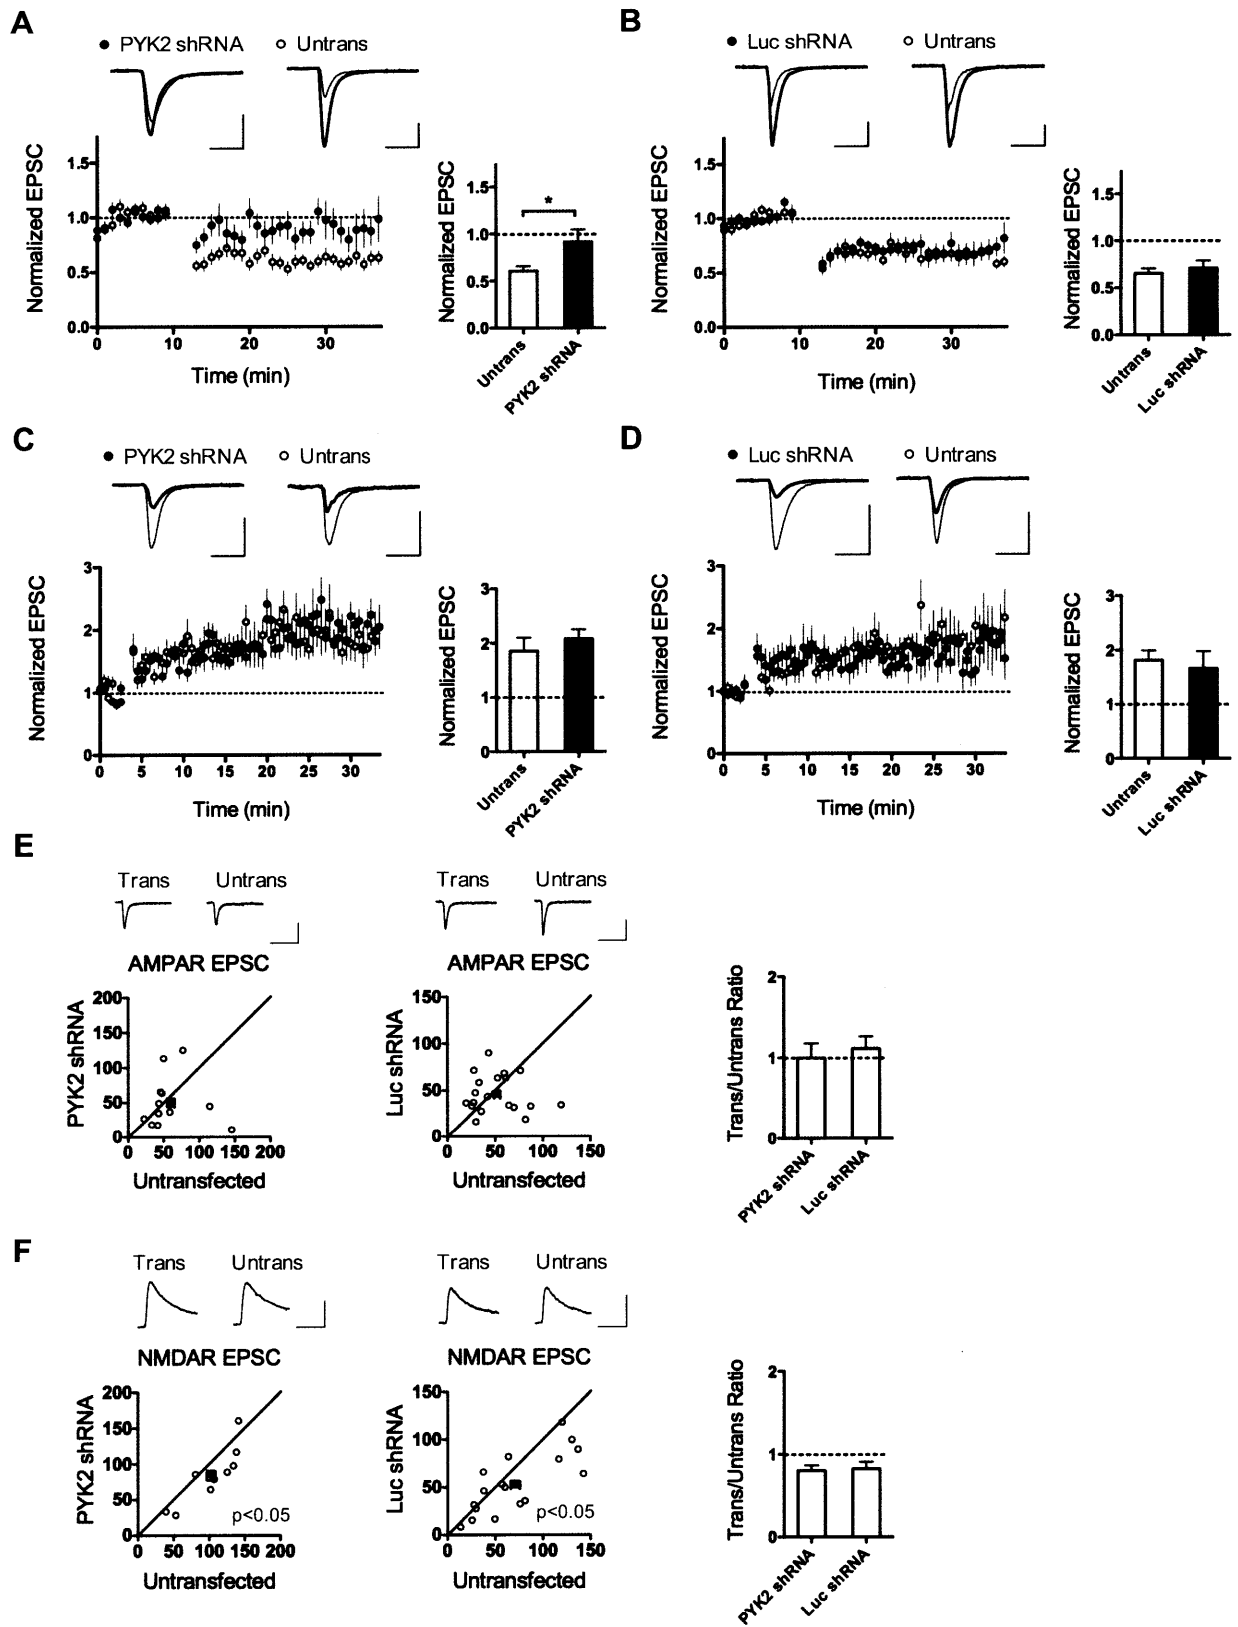 A
PYK2 shRNA
Untrans
Normalized EPSC
1.5
1.0
0.5
0.0
0
10
20
30
Time (min)
Normalized EPSC
1.5
1.0
0.5
0.0
*
Untrans
PYK2 shRNA
B
Luc shRNA
Untrans
Normalized EPSC
1.5
1.0
0.5
0.0
0
10
20
30
Time (min)
Normalized EPSC
1.5
1.0
0.5
0.0
Untrans
Luc shRNA
C
PYK2 shRNA
Untrans
Normalized EPSC
3
2
1
0
0
5
10
15
20
25
30
Time (min)
Normalized EPSC
3
2
1
0
Untrans
PYK2 shRNA
D
Luc shRNA
Untrans
Normalized EPSC
3
2
1
0
0
5
10
15
20
25
30
Time (min)
Normalized EPSC
3
2
1
0
Untrans
Luc shRNA
E
Trans
Untrans
AMPAR EPSC
PYK2 shRNA
200
150
100
50
0
0
50
100
150
200
Untransfected
Trans
Untrans
AMPAR EPSC
Luc shRNA
150
100
50
0
0
50
100
150
Untransfected
Trans/Untrans Ratio
2
1
0
PYK2 shRNA
Luc shRNA
F
Trans
Untrans
NMDAR EPSC
PYK2 shRNA
200
150
100
50
0
p<0.05
0
50
100
150
200
Untransfected
Trans
Untrans
NMDAR EPSC
Luc shRNA
150
100
50
0
p<0.05
0
50
100
150
Untransfected
Trans/Untrans Ratio
2
1
0
PYK2 shRNA
Luc shRNA